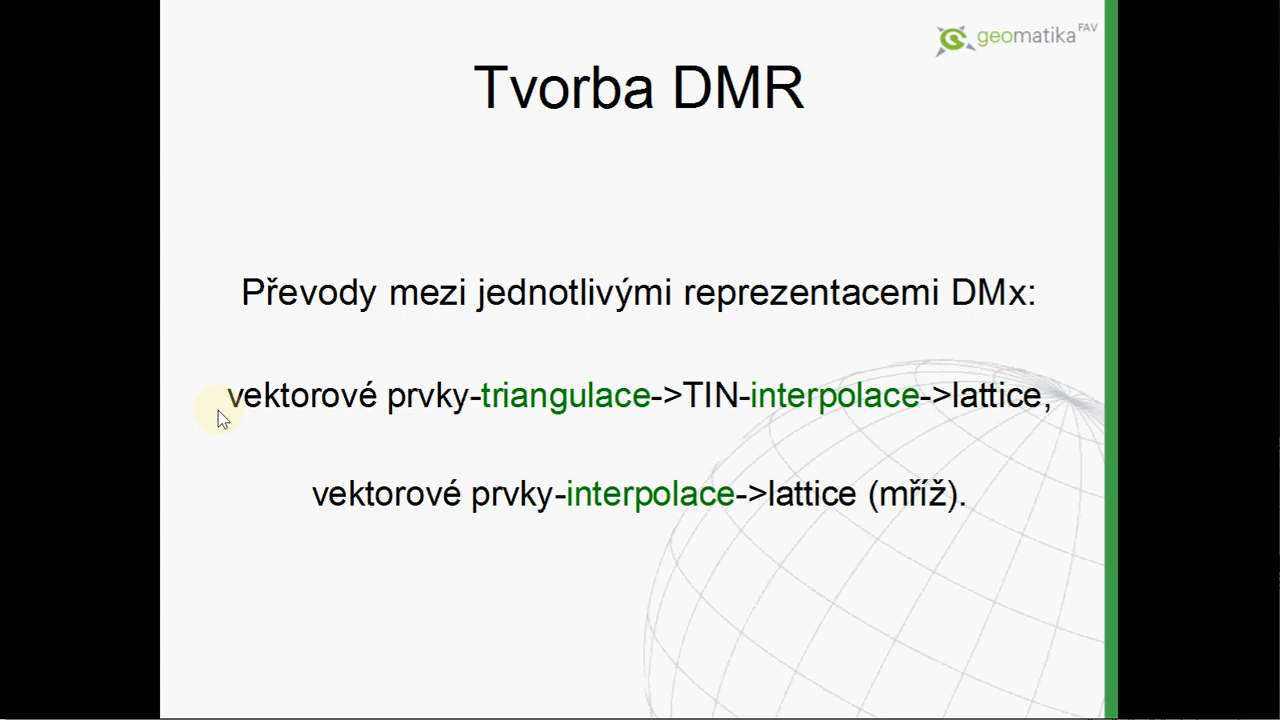 geomatika FAV
Tvorba DMR
Převody mezi jednotlivými reprezentacemi DMx:
vektorové prvky-triangulace->TIN-interpolace->lattice,
vektorové prvky-interpolace->lattice (mříž).